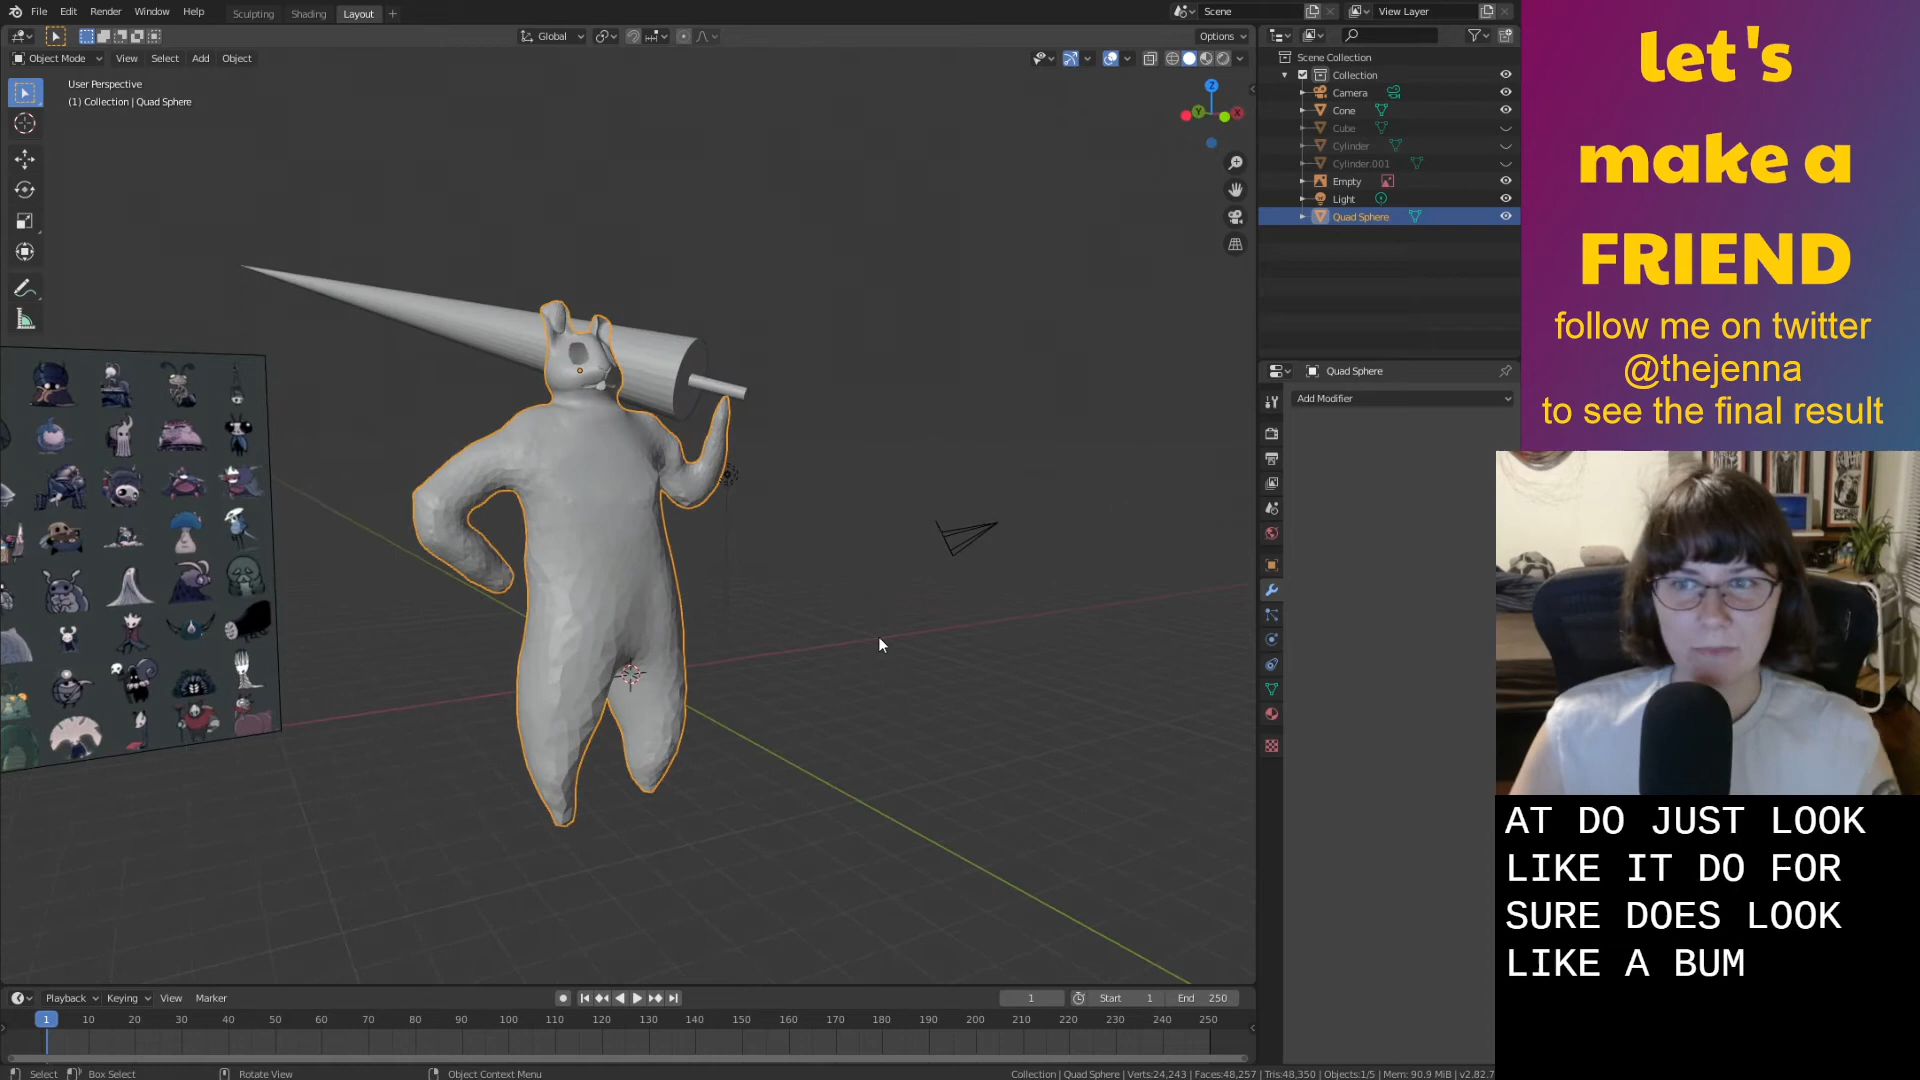 File Edit Render Window Help Sculpting Shading Layout +
Scene
View Layer
Global
Options
Object Mode View Select Add Object
User Perspective
(1) Collection | Quad Sphere
Z
Y
X
Scene Collection
Collection
Camera
Cone
Cube
Cylinder
Cylinder.001
Empty
Light
Quad Sphere
Quad Sphere
Add Modifier
let's
make a
FRIEND
follow me on twitter
@thejenna
to see the final result
AT DO JUST LOOK
LIKE IT DO FOR
SURE DOES LOOK
LIKE A BUM
Playback Keying View Marker
1 Start 1 End 250
1 10 20 30 40 50 60 70 80 90 100 110 120 130 140 150 160 170 180 190 200 210 220 230 240 250
Select Box Select Rotate View Object Context Menu
Collection | Quad Sphere | Verts:24,243 | Faces:48,257 | Tris:48,350 | Objects:1/5 | Mem: 90.9 MiB | v2.82.7